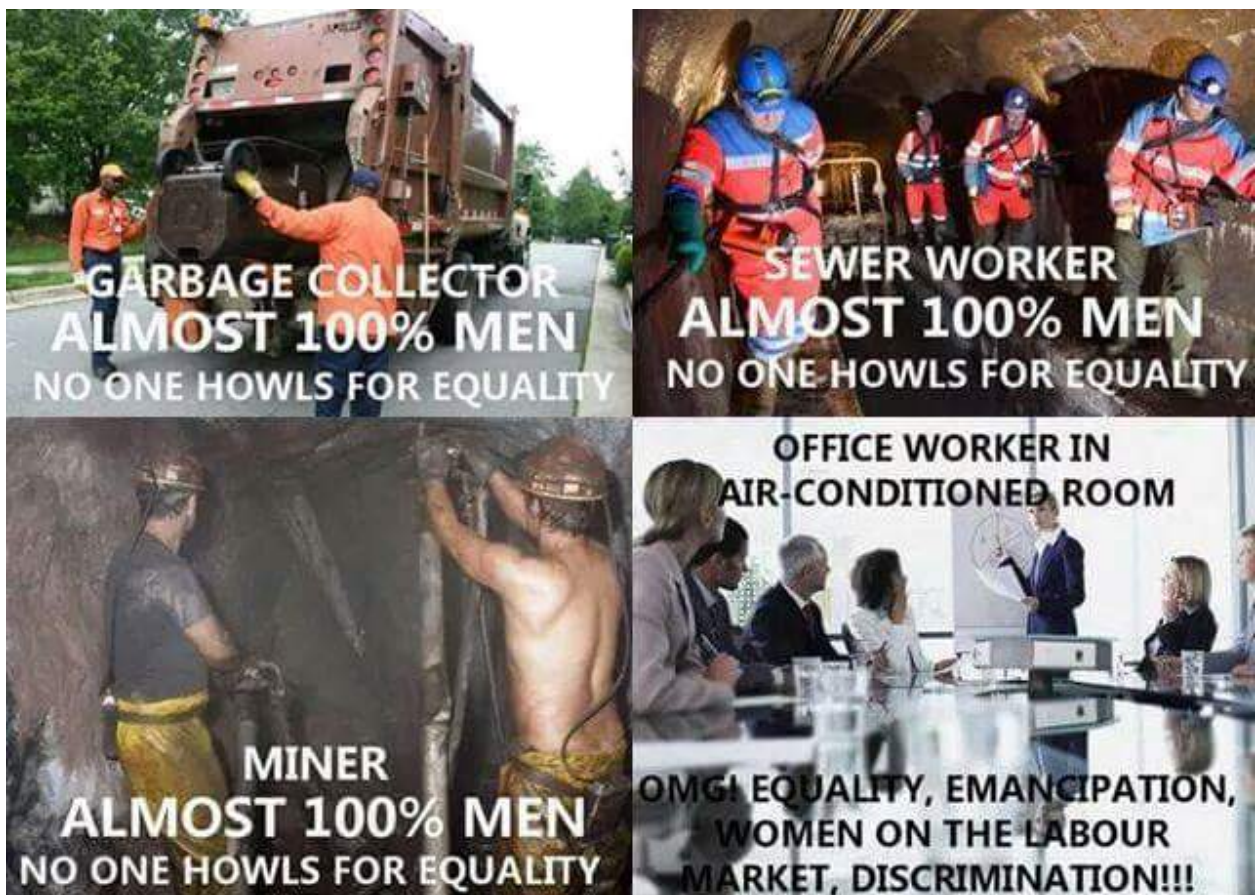 GARBAGE COLLECTOR
ALMOST 100% MEN
NO ONE HOWLS FOR EQUALITY
SEWER WORKER
ALMOST 100% MEN
NO ONE HOWLS FOR EQUALITY
MINER
ALMOST 100% MEN
NO ONE HOWLS FOR EQUALITY
OFFICE WORKER IN
AIR-CONDITIONED ROOM
OMG! EQUALITY, EMANCIPATION,
WOMEN ON THE LABOUR
MARKET, DISCRIMINATION!!!